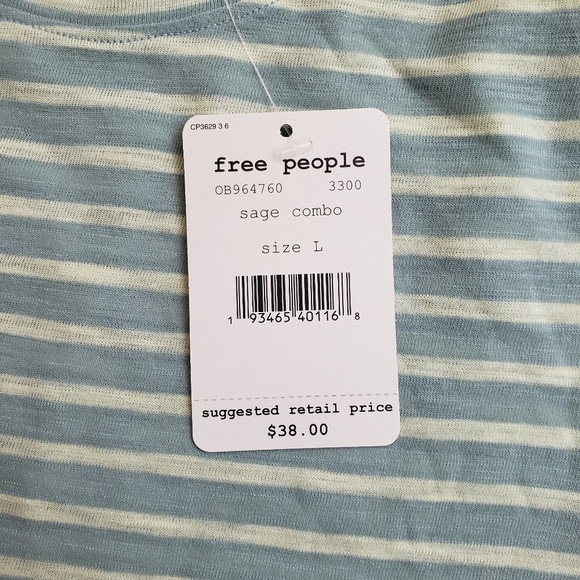 CP3629 3 6
free people
OB964760 3300
sage combo
size L
1 93465 40116 8
suggested retail price
$38.00